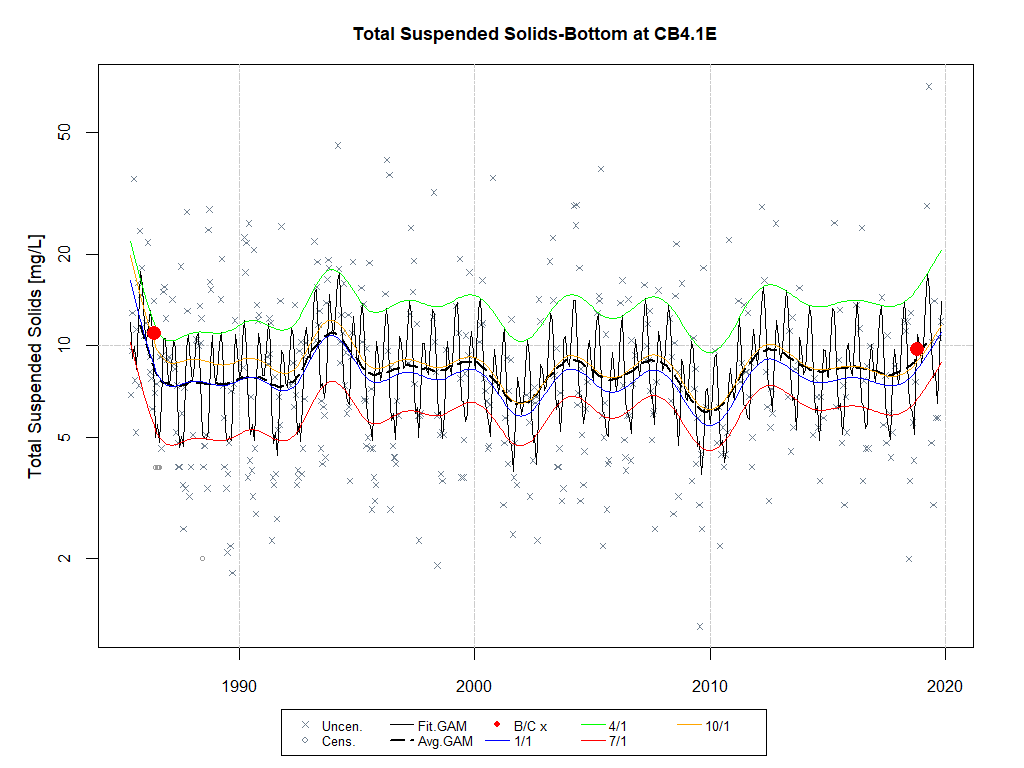 Total Suspended Solids-Bottom at CB4.1E
Total Suspended Solids [mg/L]
50
20
10
5
2
1990 2000 2010 2020
Uncen. Fit.GAM B/C x 4/1 10/1
Cens. Avg.GAM 1/1 7/1